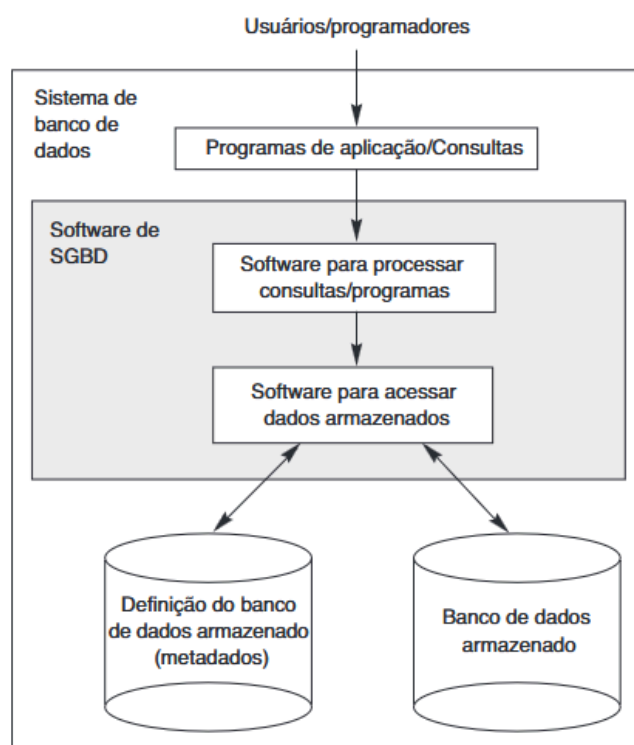 Usuários/programadores
Sistema de
banco de
dados
Programas de aplicação/Consultas
Software de
SGBD
Software para processar
consultas/programas
Software para acessar
dados armazenados
Definição do banco
de dados armazenado
(metadados)
Banco de dados
armazenado